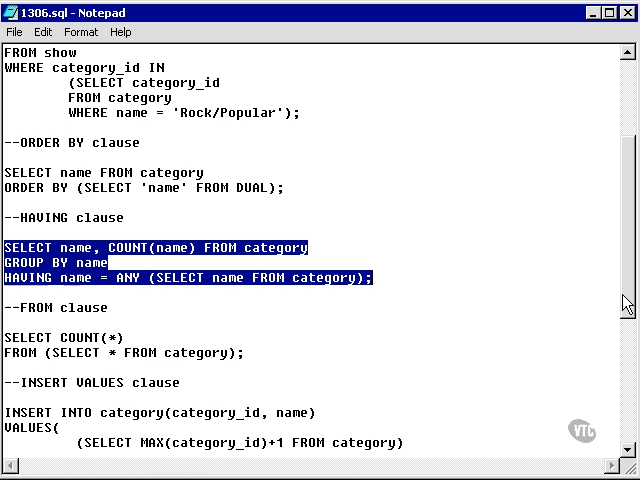 1306.sql - Notepad
File Edit Format Help
FROM show
WHERE category_id IN
(SELECT category_id
FROM category
WHERE name = 'Rock/Popular');
--ORDER BY clause
SELECT name FROM category
ORDER BY (SELECT 'name' FROM DUAL);
--HAVING clause
SELECT name, COUNT(name) FROM category
GROUP BY name
HAVING name = ANY (SELECT name FROM category);
--FROM clause
SELECT COUNT(*)
FROM (SELECT * FROM category);
--INSERT VALUES clause
INSERT INTO category(category_id, name)
VALUES(
(SELECT MAX(category_id)+1 FROM category)
VTC